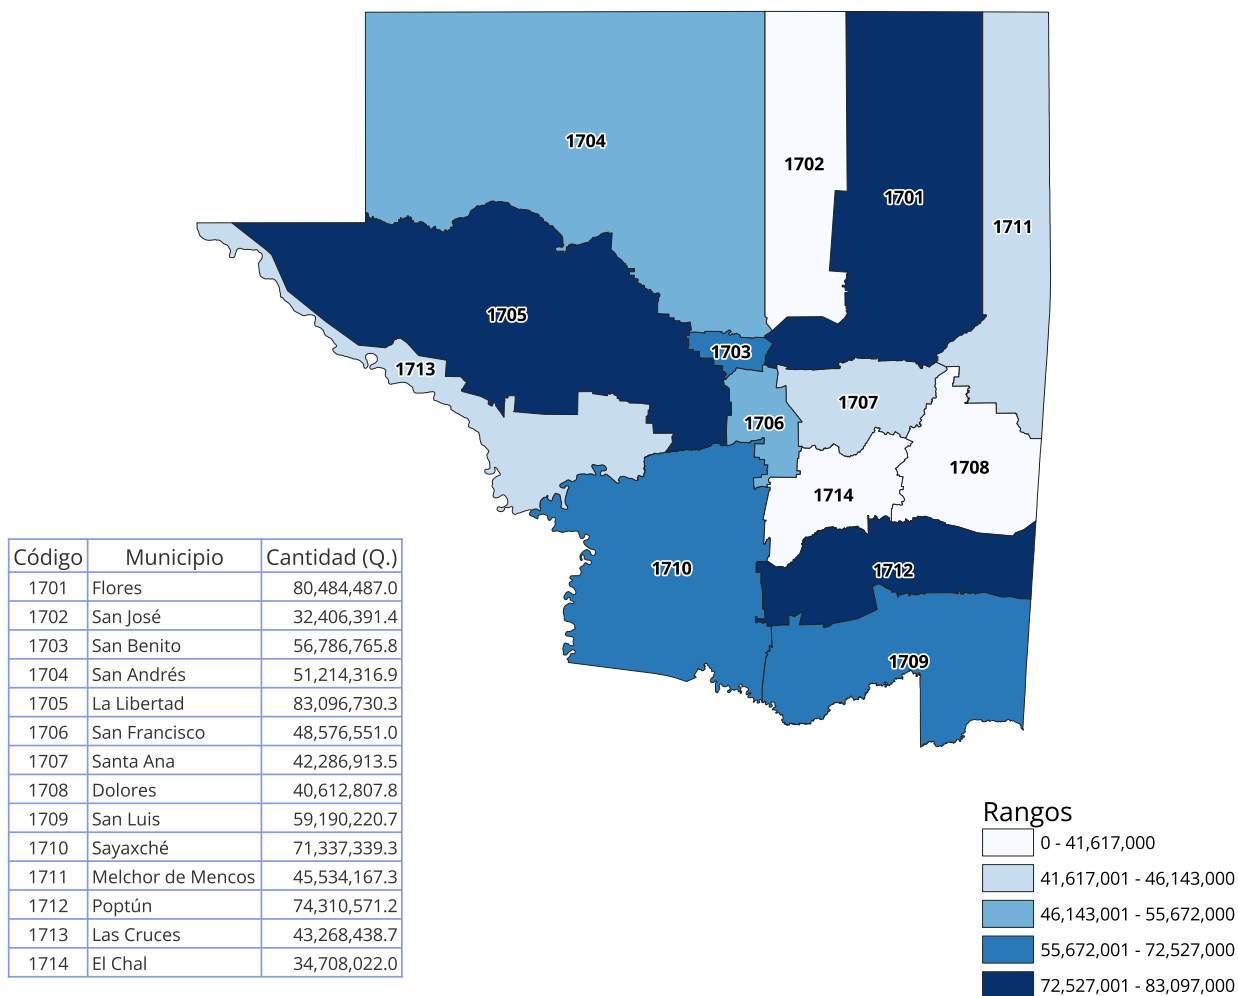 1704
1702
1701
1711
1705
1703
1713
1707
1706
1708
1714
1710
1712
1709
Código Municipio Cantidad (Q.)
1701 Flores 80,484,487.0
1702 San José 32,406,391.4
1703 San Benito 56,786,765.8
1704 San Andrés 51,214,316.9
1705 La Libertad 83,096,730.3
1706 San Francisco 48,576,551.0
1707 Santa Ana 42,286,913.5
1708 Dolores 40,612,807.8
1709 San Luis 59,190,220.7
1710 Sayaxché 71,337,339.3
1711 Melchor de Mencos 45,534,167.3
1712 Poptún 74,310,571.2
1713 Las Cruces 43,268,438.7
1714 El Chal 34,708,022.0
Rangos
0 - 41,617,000
41,617,001 - 46,143,000
46,143,001 - 55,672,000
55,672,001 - 72,527,000
72,527,001 - 83,097,000